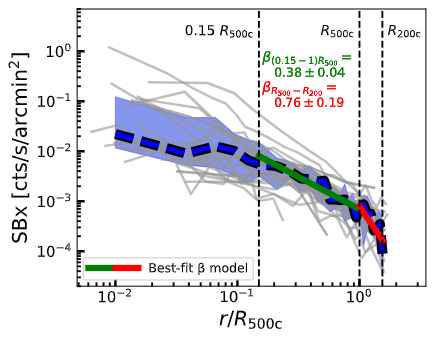 0.15 R500c
R500c
R200c
β(0.15−1)R500 =
0.38 ± 0.04
βR500−R200 =
0.76 ± 0.19
SBx [cts/s/arcmin²]
10⁰
10⁻¹
10⁻²
10⁻³
10⁻⁴
Best-fit β model
10⁻² 10⁻¹ 10⁰
r/R500c